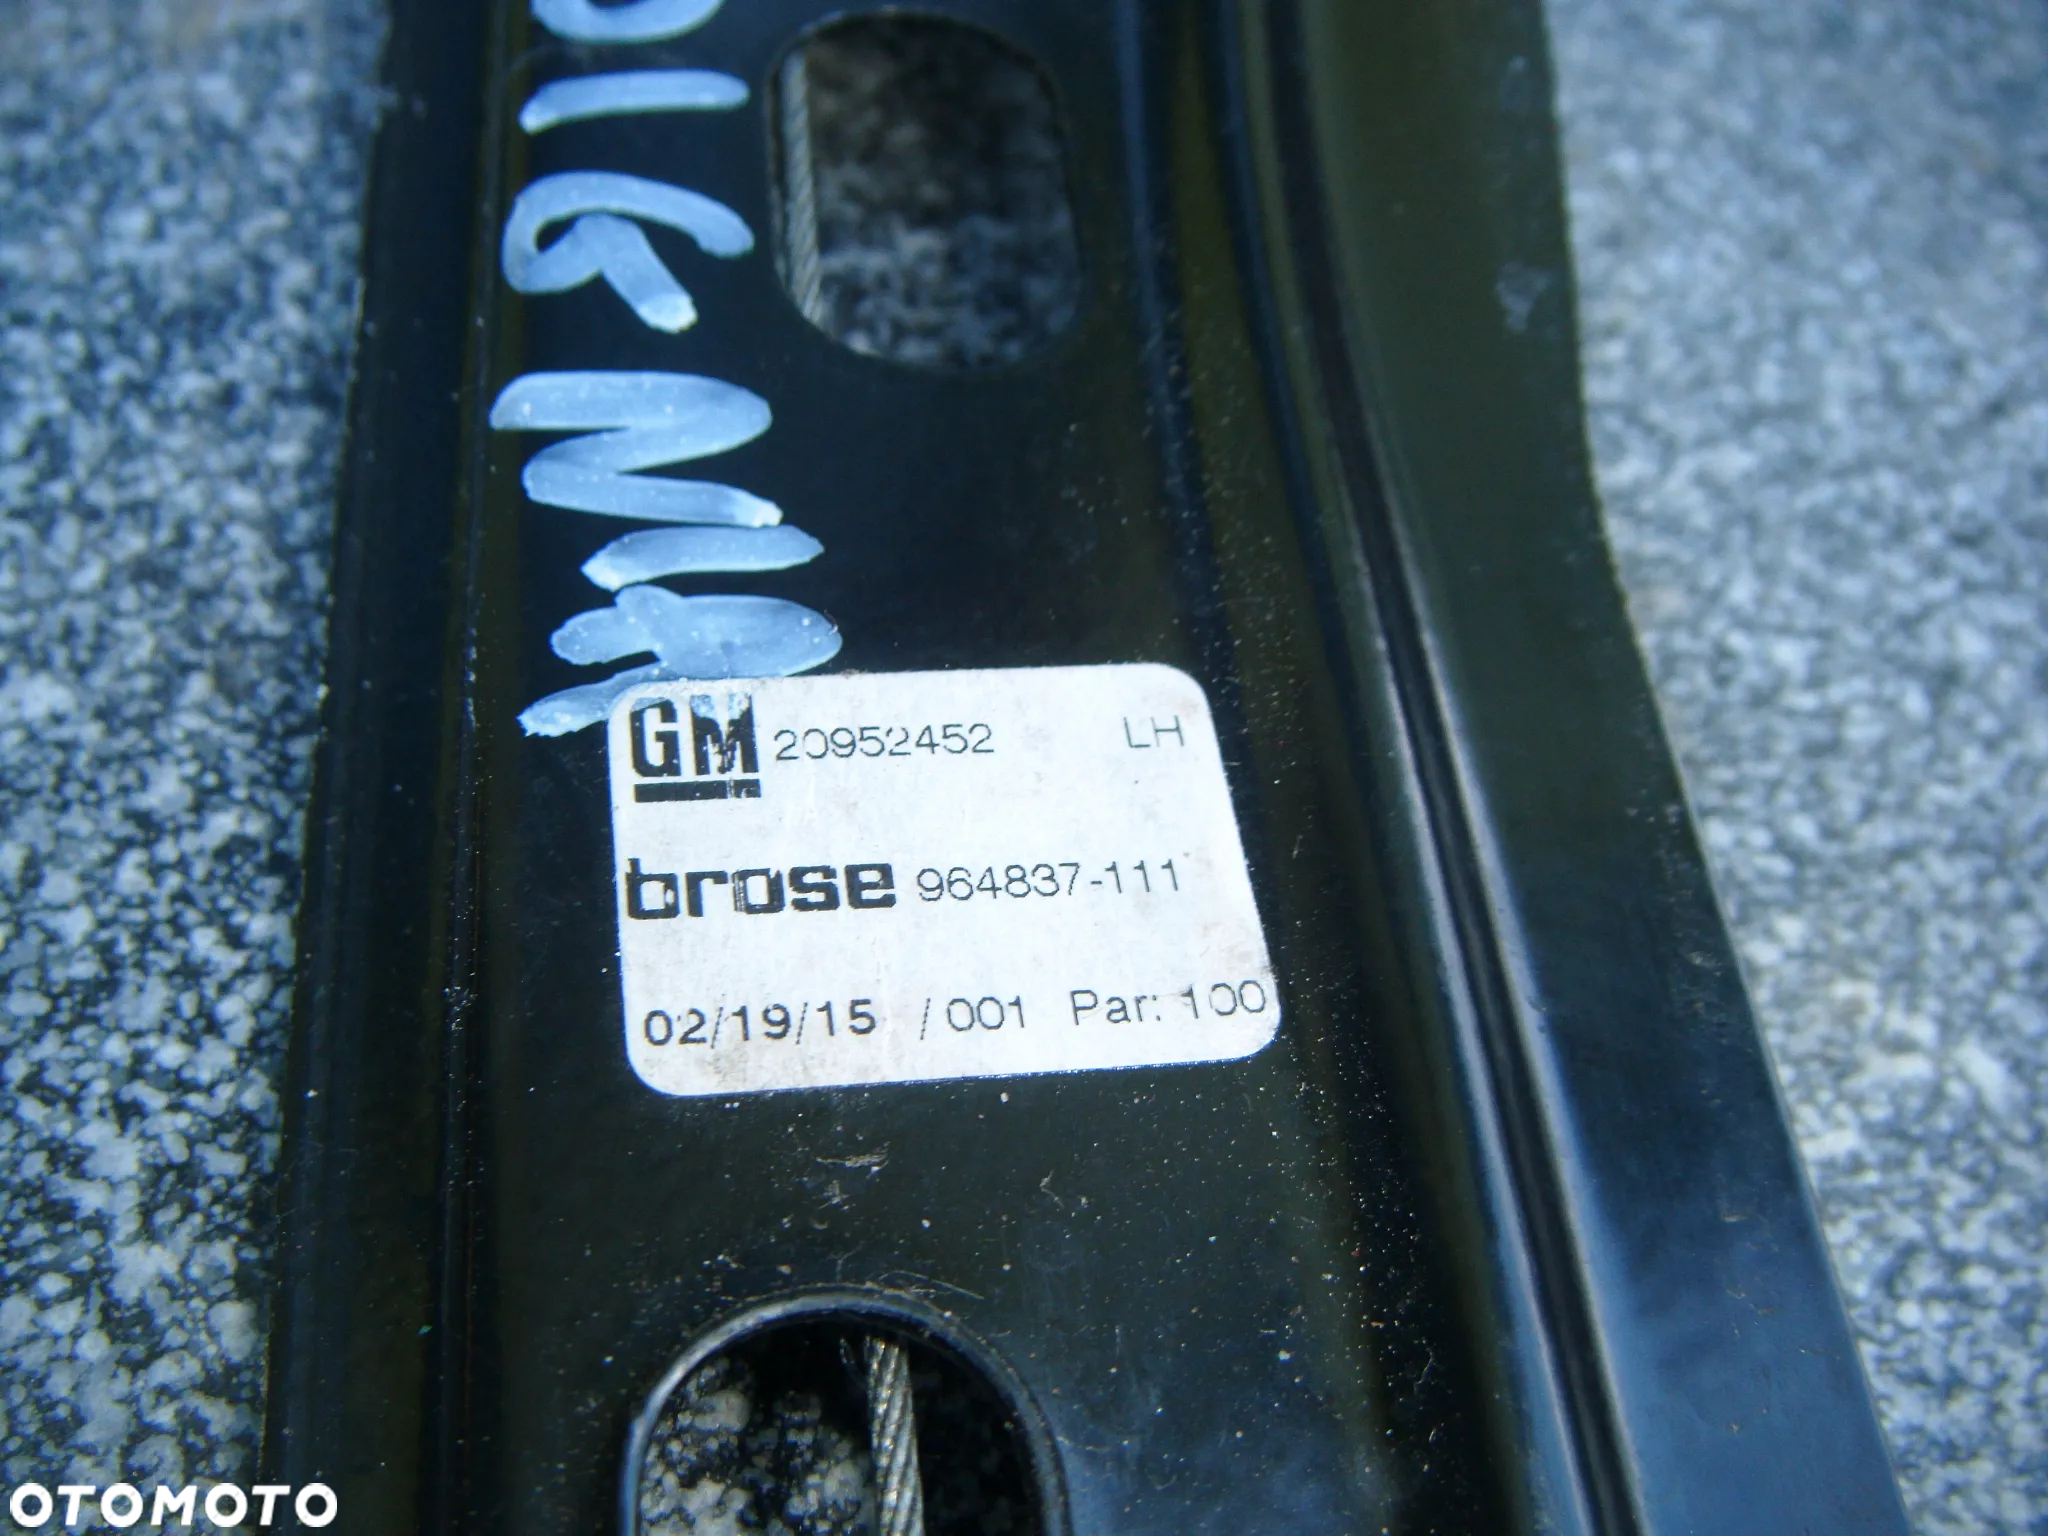 GM 20952452 LH
brose 964837-111
02/19/15 /001 Par: 100
OTOMOTO